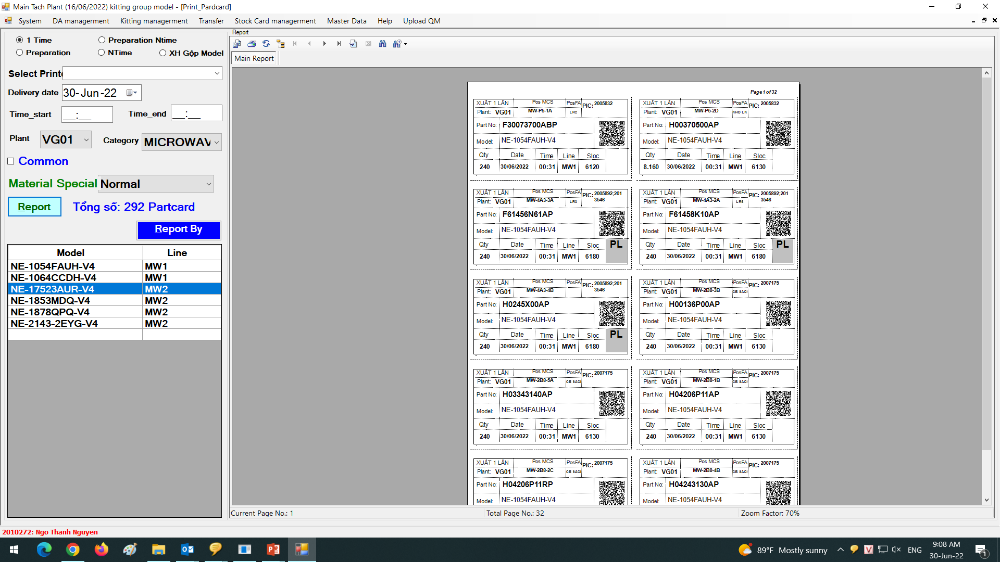 Main Tach Plant (16/06/2022) kitting group model - [Print_Pardcard]
System DA managerment Kitting managerment Transfer Stock Card managerment Master Data Help Upload QM
1 Time Preparation Ntime
Preparation NTime XH Gộp Model
Select Printe
Delivery date 30-Jun-22
Time_start __:__ Time_end __:__
Plant VG01 Category MICROWAV
Common
Material Special Normal
Report Tổng số: 292 Partcard
Report By
Model Line
NE-1054FAUH-V4 MW1
NE-1064CCDH-V4 MW1
NE-17523AUR-V4 MW2
NE-1853MDQ-V4 MW2
NE-1878QPQ-V4 MW2
NE-2143-2EYG-V4 MW2
Report
Main Report
Page 1 of 32
XUẤT 1 LẦN Pos MCS PosFA PIC: 2005832
Plant: VG01 MW-P5-1A LR2
Part No: F30073700ABP
Model: NE-1054FAUH-V4
Qty Date Time Line Sloc
240 30/06/2022 00:31 MW1 6120
XUẤT 1 LẦN Pos MCS PosFA PIC: 2005832
Plant: VG01 MW-P5-2D KHO LK
Part No: H00370500AP
Model: NE-1054FAUH-V4
Qty Date Time Line Sloc
8.160 30/06/2022 00:31 MW1 6130
XUẤT 1 LẦN Pos MCS PosFA PIC: 2005892;201
3546
Plant: VG01 MW-4A3-3A LR3
Part No: F61456N61AP
Model: NE-1054FAUH-V4
Qty Date Time Line Sloc PL
240 30/06/2022 00:31 MW1 6180
XUẤT 1 LẦN Pos MCS PosFA PIC: 2005892;201
3546
Plant: VG01 MW-4A3-2A LR6
Part No: F61458K10AP
Model: NE-1054FAUH-V4
Qty Date Time Line Sloc PL
240 30/06/2022 00:31 MW1 6180
XUẤT 1 LẦN Pos MCS PosFA PIC: 2005892;201
3546
Plant: VG01 MW-4A3-4B
Part No: H0245X00AP
Model: NE-1054FAUH-V4
Qty Date Time Line Sloc PL
240 30/06/2022 00:31 MW1 6180
XUẤT 1 LẦN Pos MCS PosFA PIC: 2007175
Plant: VG01 MW-2B8-3B
Part No: H00136P00AP
Model: NE-1054FAUH-V4
Qty Date Time Line Sloc
240 30/06/2022 00:31 MW1 6130
XUẤT 1 LẦN Pos MCS PosFA PIC: 2007175
Plant: VG01 MW-2B8-5A
Part No: H03343140AP
Model: NE-1054FAUH-V4
Qty Date Time Line Sloc
240 30/06/2022 00:31 MW1 6130
XUẤT 1 LẦN Pos MCS PosFA PIC: 2007175
Plant: VG01 MW-2B8-1B
Part No: H04206P11AP
Model: NE-1054FAUH-V4
Qty Date Time Line Sloc
240 30/06/2022 00:31 MW1 6130
XUẤT 1 LẦN Pos MCS PosFA PIC: 2007175
Plant: VG01 MW-2B8-2C
Part No: H04206P11RP
Model: NE-1054FAUH-V4
XUẤT 1 LẦN Pos MCS PosFA PIC: 2007175
Plant: VG01 MW-2B8-4B
Part No: H04243130AP
Model: NE-1054FAUH-V4
Current Page No.: 1 Total Page No.: 32 Zoom Factor: 70%
2010272: Ngo Thanh Nguyen
89°F Mostly sunny ENG 9:08 AM
30-Jun-22
1